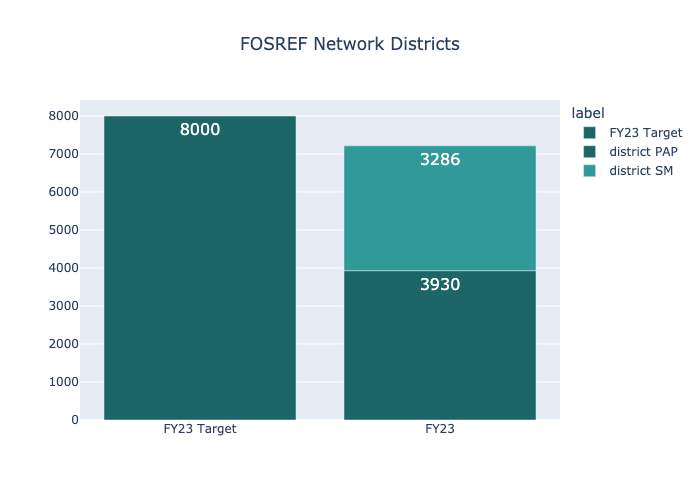 FOSREF Network Districts
8000
7000
6000
5000
4000
3000
2000
1000
0
8000
3286
3930
FY23 Target
FY23
label
FY23 Target
district PAP
district SM